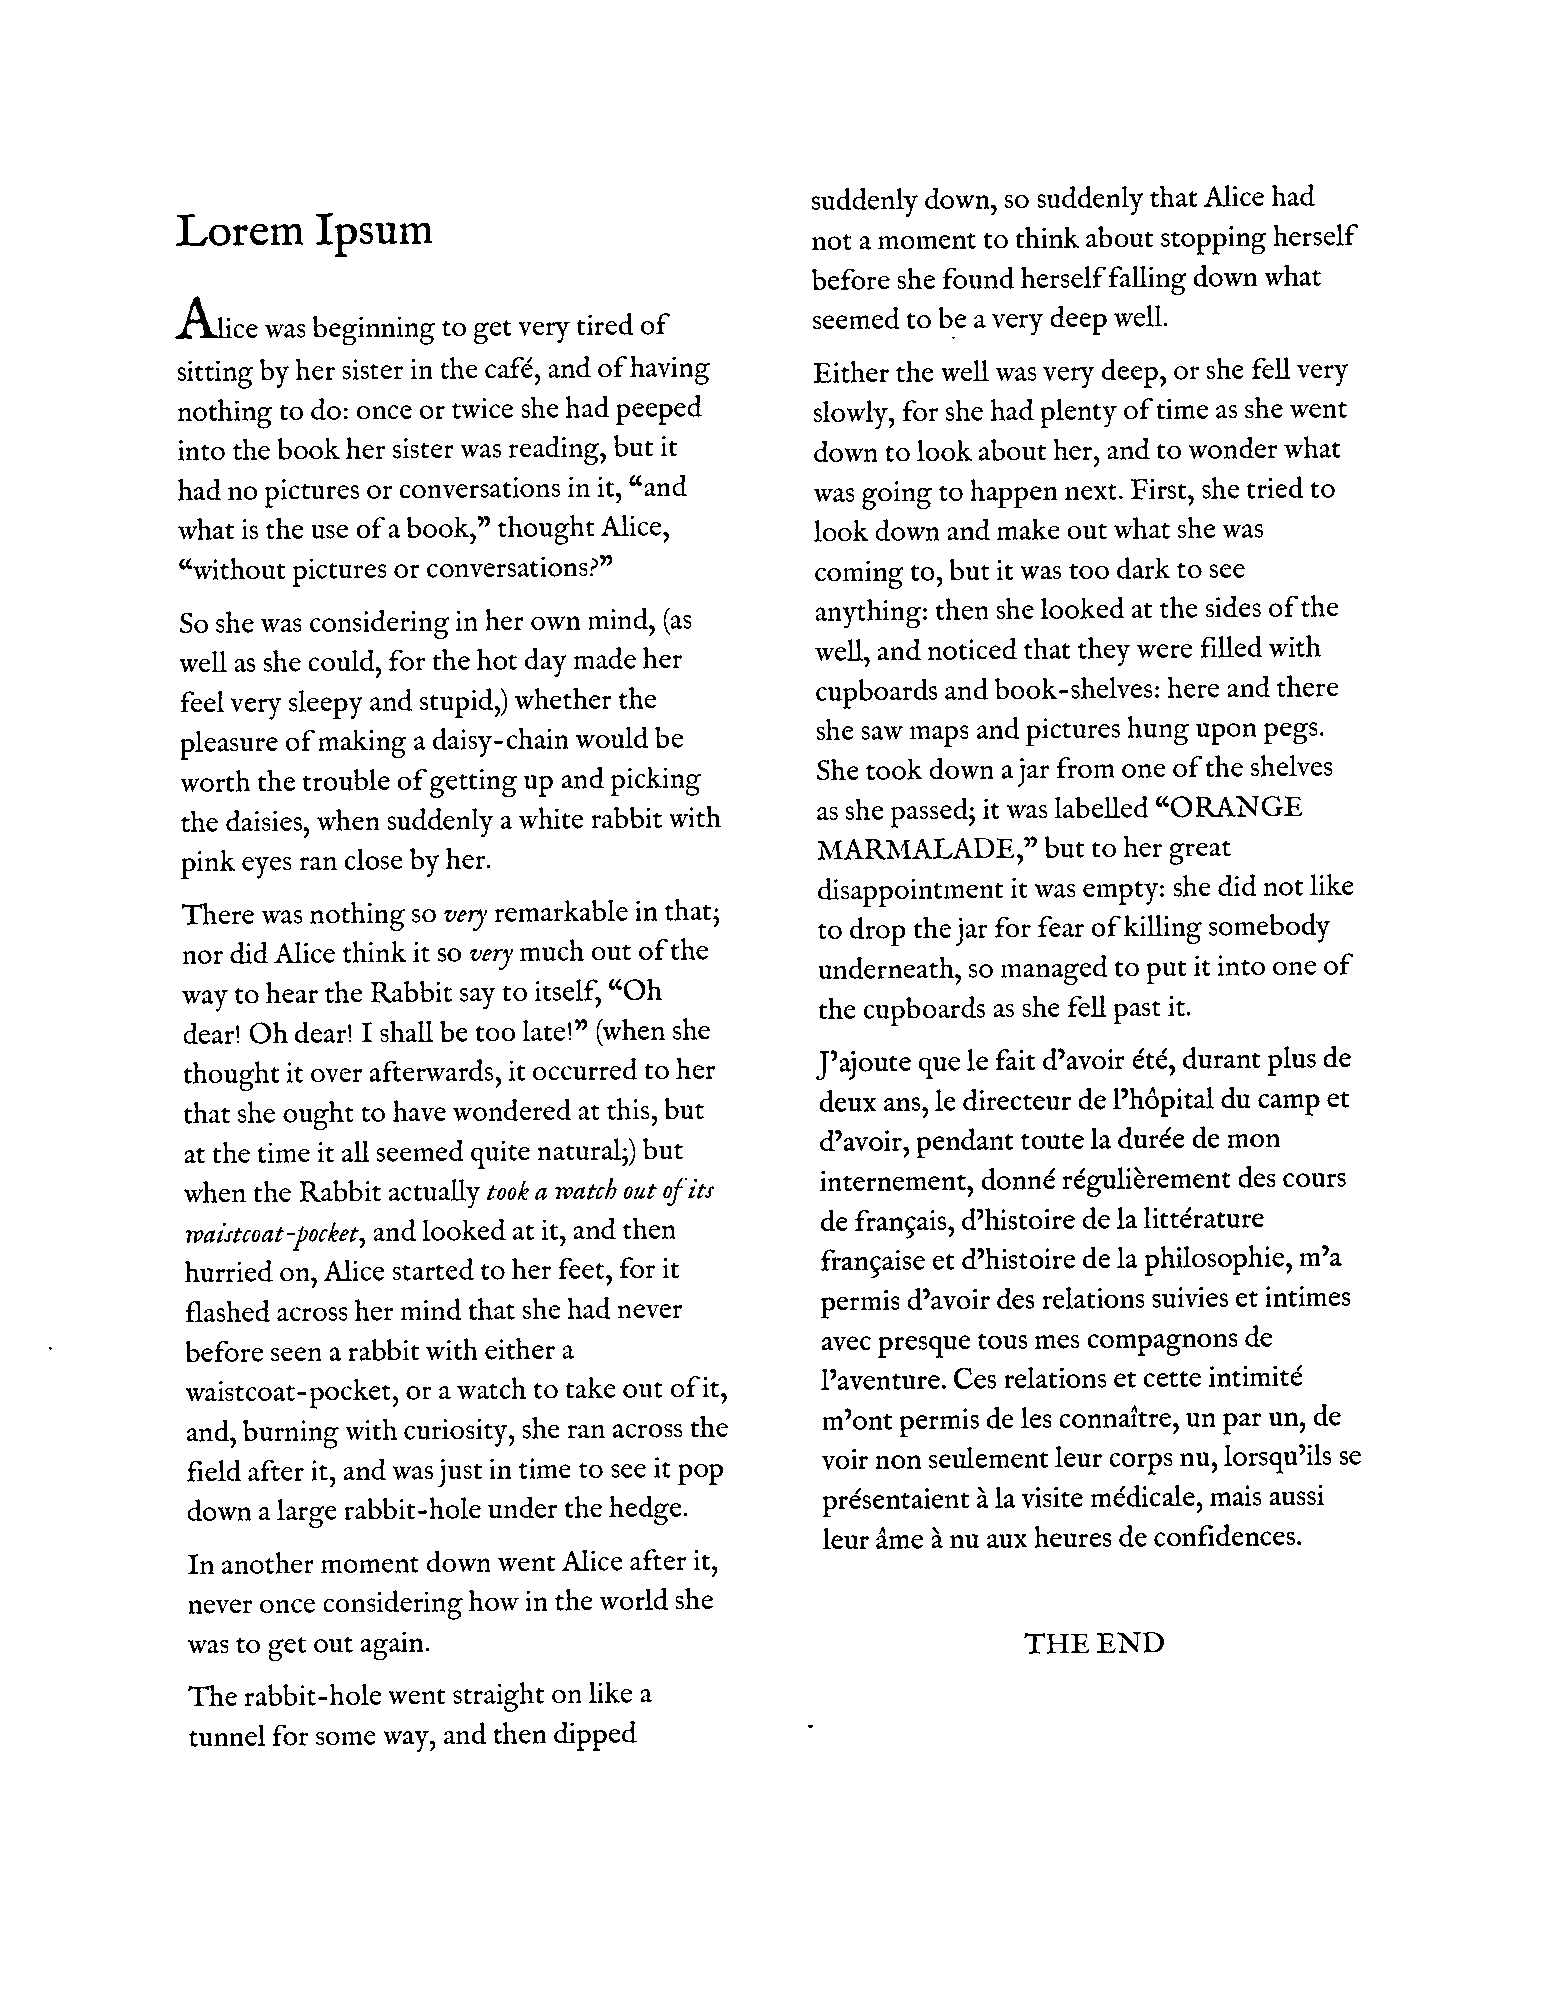 Lorem Ipsum
Alice was beginning to get very tired of
sitting by her sister in the café, and of having
nothing to do: once or twice she had peeped
into the book her sister was reading, but it
had no pictures or conversations in it, “and
what is the use of a book,” thought Alice,
“without pictures or conversations?”
So she was considering in her own mind, (as
well as she could, for the hot day made her
feel very sleepy and stupid,) whether the
pleasure of making a daisy-chain would be
worth the trouble of getting up and picking
the daisies, when suddenly a white rabbit with
pink eyes ran close by her.
There was nothing so very remarkable in that;
nor did Alice think it so very much out of the
way to hear the Rabbit say to itself, “Oh
dear! Oh dear! I shall be too late!” (when she
thought it over afterwards, it occurred to her
that she ought to have wondered at this, but
at the time it all seemed quite natural;) but
when the Rabbit actually took a watch out of its
waistcoat-pocket, and looked at it, and then
hurried on, Alice started to her feet, for it
flashed across her mind that she had never
before seen a rabbit with either a
waistcoat-pocket, or a watch to take out of it,
and, burning with curiosity, she ran across the
field after it, and was just in time to see it pop
down a large rabbit-hole under the hedge.
In another moment down went Alice after it,
never once considering how in the world she
was to get out again.
The rabbit-hole went straight on like a
tunnel for some way, and then dipped
suddenly down, so suddenly that Alice had
not a moment to think about stopping herself
before she found herself falling down what
seemed to be a very deep well.
Either the well was very deep, or she fell very
slowly, for she had plenty of time as she went
down to look about her, and to wonder what
was going to happen next. First, she tried to
look down and make out what she was
coming to, but it was too dark to see
anything: then she looked at the sides of the
well, and noticed that they were filled with
cupboards and book-shelves: here and there
she saw maps and pictures hung upon pegs.
She took down a jar from one of the shelves
as she passed; it was labelled “ORANGE
MARMALADE,” but to her great
disappointment it was empty: she did not like
to drop the jar for fear of killing somebody
underneath, so managed to put it into one of
the cupboards as she fell past it.
J’ajoute que le fait d’avoir été, durant plus de
deux ans, le directeur de l’hôpital du camp et
d’avoir, pendant toute la durée de mon
internement, donné régulièrement des cours
de français, d’histoire de la littérature
française et d’histoire de la philosophie, m’a
permis d’avoir des relations suivies et intimes
avec presque tous mes compagnons de
l’aventure. Ces relations et cette intimité
m’ont permis de les connaître, un par un, de
voir non seulement leur corps nu, lorsqu’ils se
présentaient à la visite médicale, mais aussi
leur âme à nu aux heures de confidences.
THE END